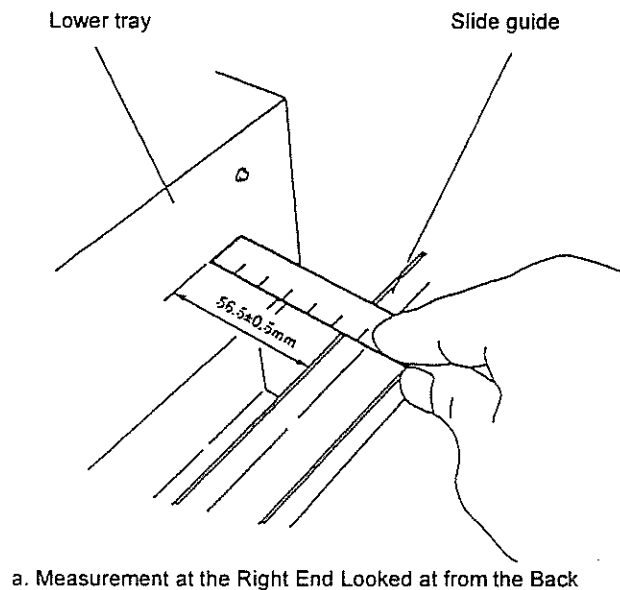 Lower tray
Slide guide
56.5±0.5mm
a. Measurement at the Right End Looked at from the Back